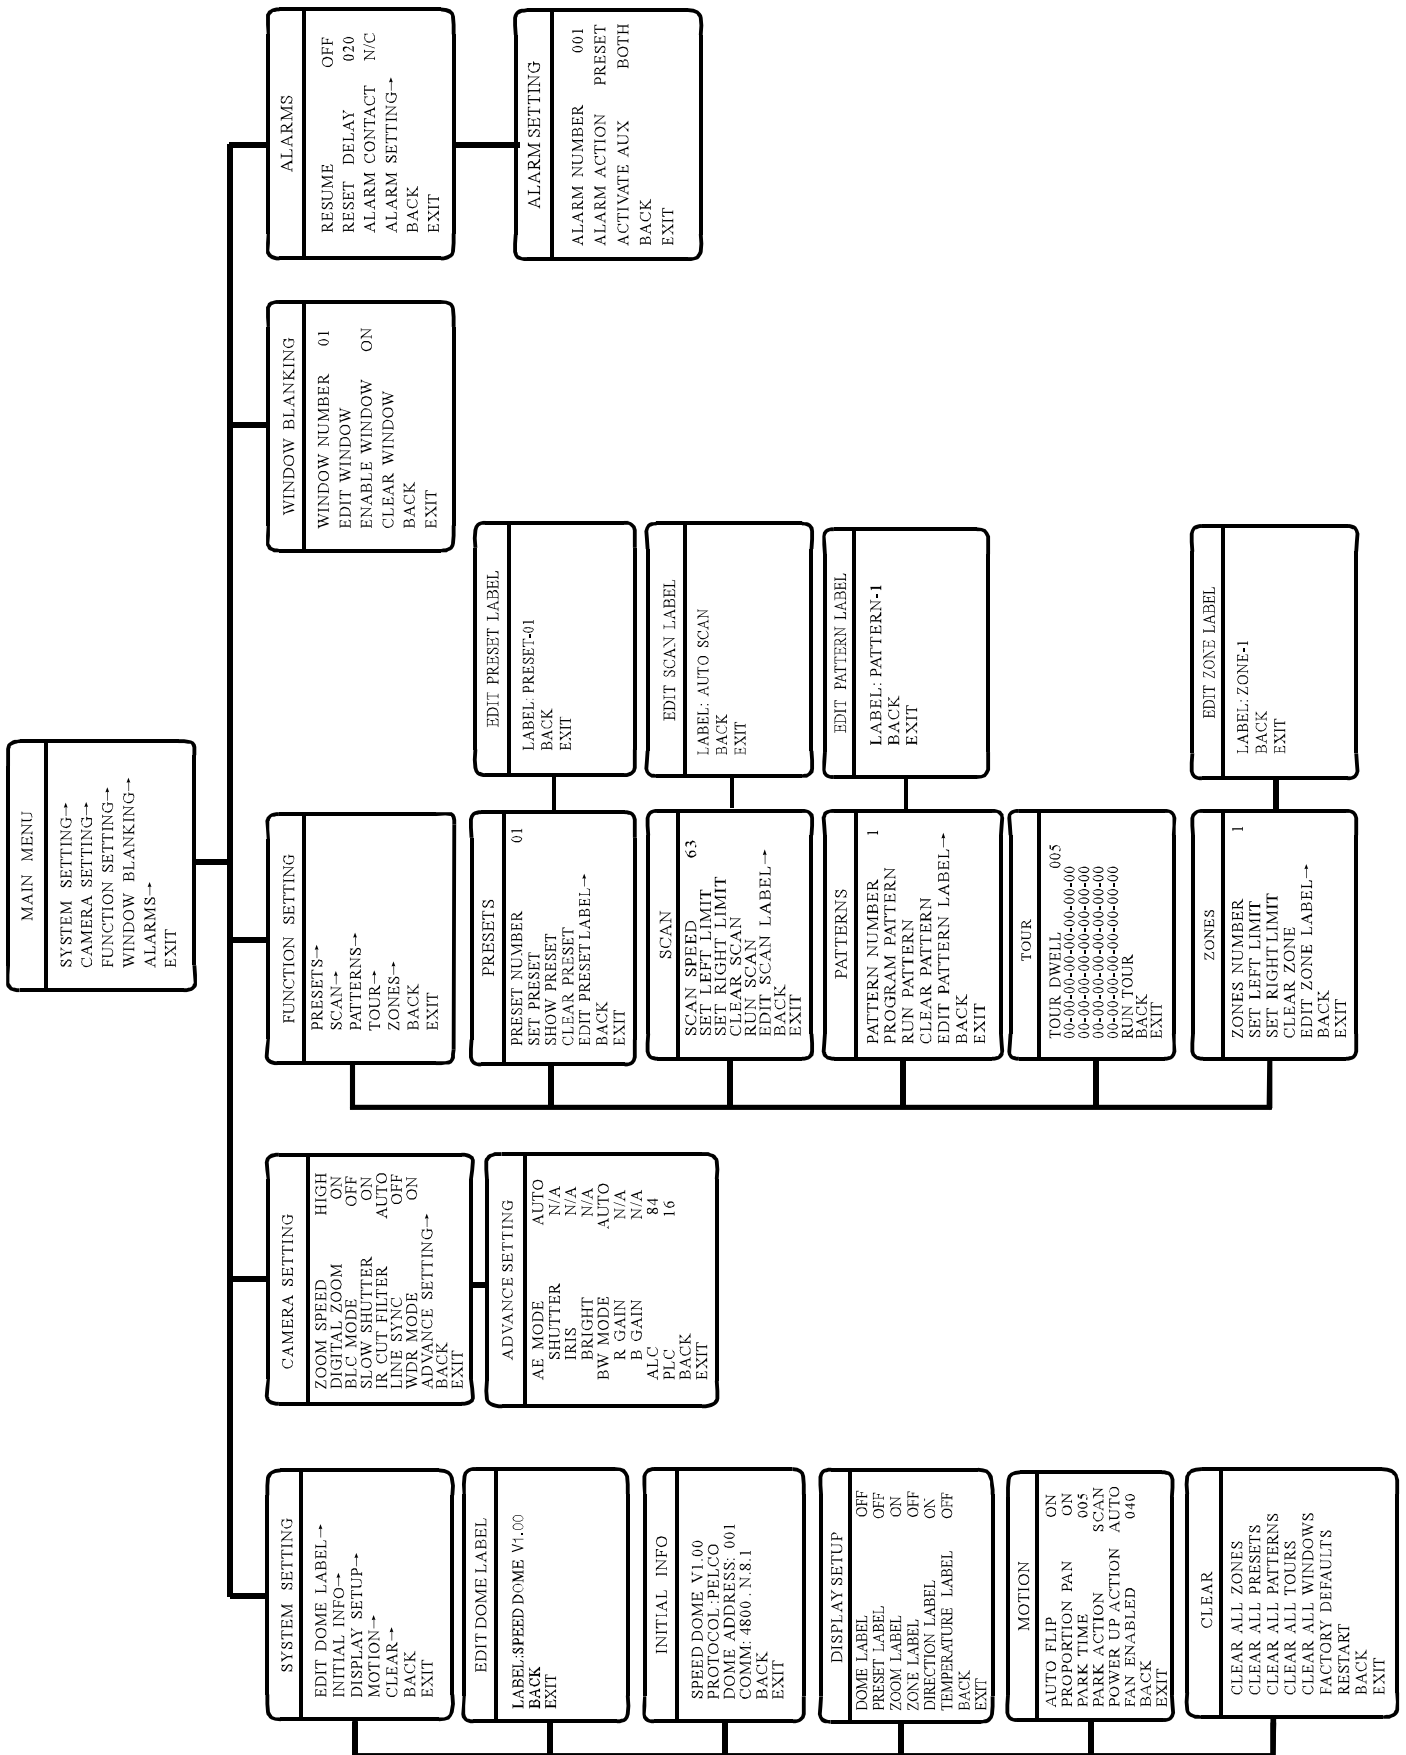 MAIN MENU
SYSTEM SETTING→
CAMERA SETTING→
FUNCTION SETTING→
WINDOW BLANKING→
ALARMS→
EXIT
SYSTEM SETTING
EDIT DOME LABEL→
INITIAL INFO→
DISPLAY SETUP→
MOTION→
CLEAR→
BACK
EXIT
EDIT DOME LABEL
LABEL:SPEED DOME V1.00
BACK
EXIT
INITIAL INFO
SPEED DOME V1.00
PROTOCOL:PELCO
DOME ADDRESS: 001
COMM: 4800 . N.8.1
BACK
EXIT
DISPLAY SETUP
DOME LABEL OFF
PRESET LABEL OFF
ZOOM LABEL ON
ZONE LABEL OFF
DIRECTION LABEL ON
TEMPERATURE LABEL OFF
BACK
EXIT
MOTION
AUTO FLIP ON
PROPORTION PAN ON
PARK TIME 005
PARK ACTION SCAN
POWER UP ACTION AUTO
FAN ENABLED 040
BACK
EXIT
CLEAR
CLEAR ALL ZONES
CLEAR ALL PRESETS
CLEAR ALL PATTERNS
CLEAR ALL TOURS
CLEAR ALL WINDOWS
FACTORY DEFAULTS
RESTART
BACK
EXIT
CAMERA SETTING
ZOOM SPEED HIGH
DIGITAL ZOOM ON
BLC MODE OFF
SLOW SHUTTER ON
IR CUT FILTER AUTO
LINE SYNC OFF
WDR MODE ON
ADVANCE SETTING→
BACK
EXIT
ADVANCE SETTING
AE MODE AUTO
SHUTTER N/A
IRIS N/A
BRIGHT N/A
BW MODE AUTO
R GAIN N/A
B GAIN N/A
ALC 84
PLC 16
BACK
EXIT
FUNCTION SETTING
PRESETS→
SCAN→
PATTERNS→
TOUR→
ZONES→
BACK
EXIT
PRESETS
PRESET NUMBER 01
SET PRESET
SHOW PRESET
CLEAR PRESET
EDIT PRESET LABEL→
BACK
EXIT
EDIT PRESET LABEL
LABEL: PRESET-01
BACK
EXIT
SCAN
SCAN SPEED 63
SET LEFT LIMIT
SET RIGHT LIMIT
CLEAR SCAN
RUN SCAN
EDIT SCAN LABEL→
BACK
EXIT
EDIT SCAN LABEL
LABEL: AUTO SCAN
BACK
EXIT
PATTERNS
PATTERN NUMBER 1
PROGRAM PATTERN
RUN PATTERN
CLEAR PATTERN
EDIT PATTERN LABEL→
BACK
EXIT
EDIT PATTERN LABEL
LABEL: PATTERN-1
BACK
EXIT
TOUR
TOUR DWELL 005
00-00-00-00-00-00-00-00
00-00-00-00-00-00-00-00
00-00-00-00-00-00-00-00
00-00-00-00-00-00-00-00
RUN TOUR
BACK
EXIT
ZONES
ZONES NUMBER 1
SET LEFT LIMIT
SET RIGHT LIMIT
CLEAR ZONE
EDIT ZONE LABEL→
BACK
EXIT
EDIT ZONE LABEL
LABEL: ZONE-1
BACK
EXIT
WINDOW BLANKING
WINDOW NUMBER 01
EDIT WINDOW
ENABLE WINDOW ON
CLEAR WINDOW
BACK
EXIT
ALARMS
RESUME OFF
RESET DELAY 020
ALARM CONTACT N/C
ALARM SETTING→
BACK
EXIT
ALARM SETTING
ALARM NUMBER 001
ALARM ACTION PRESET
ACTIVATE AUX BOTH
BACK
EXIT